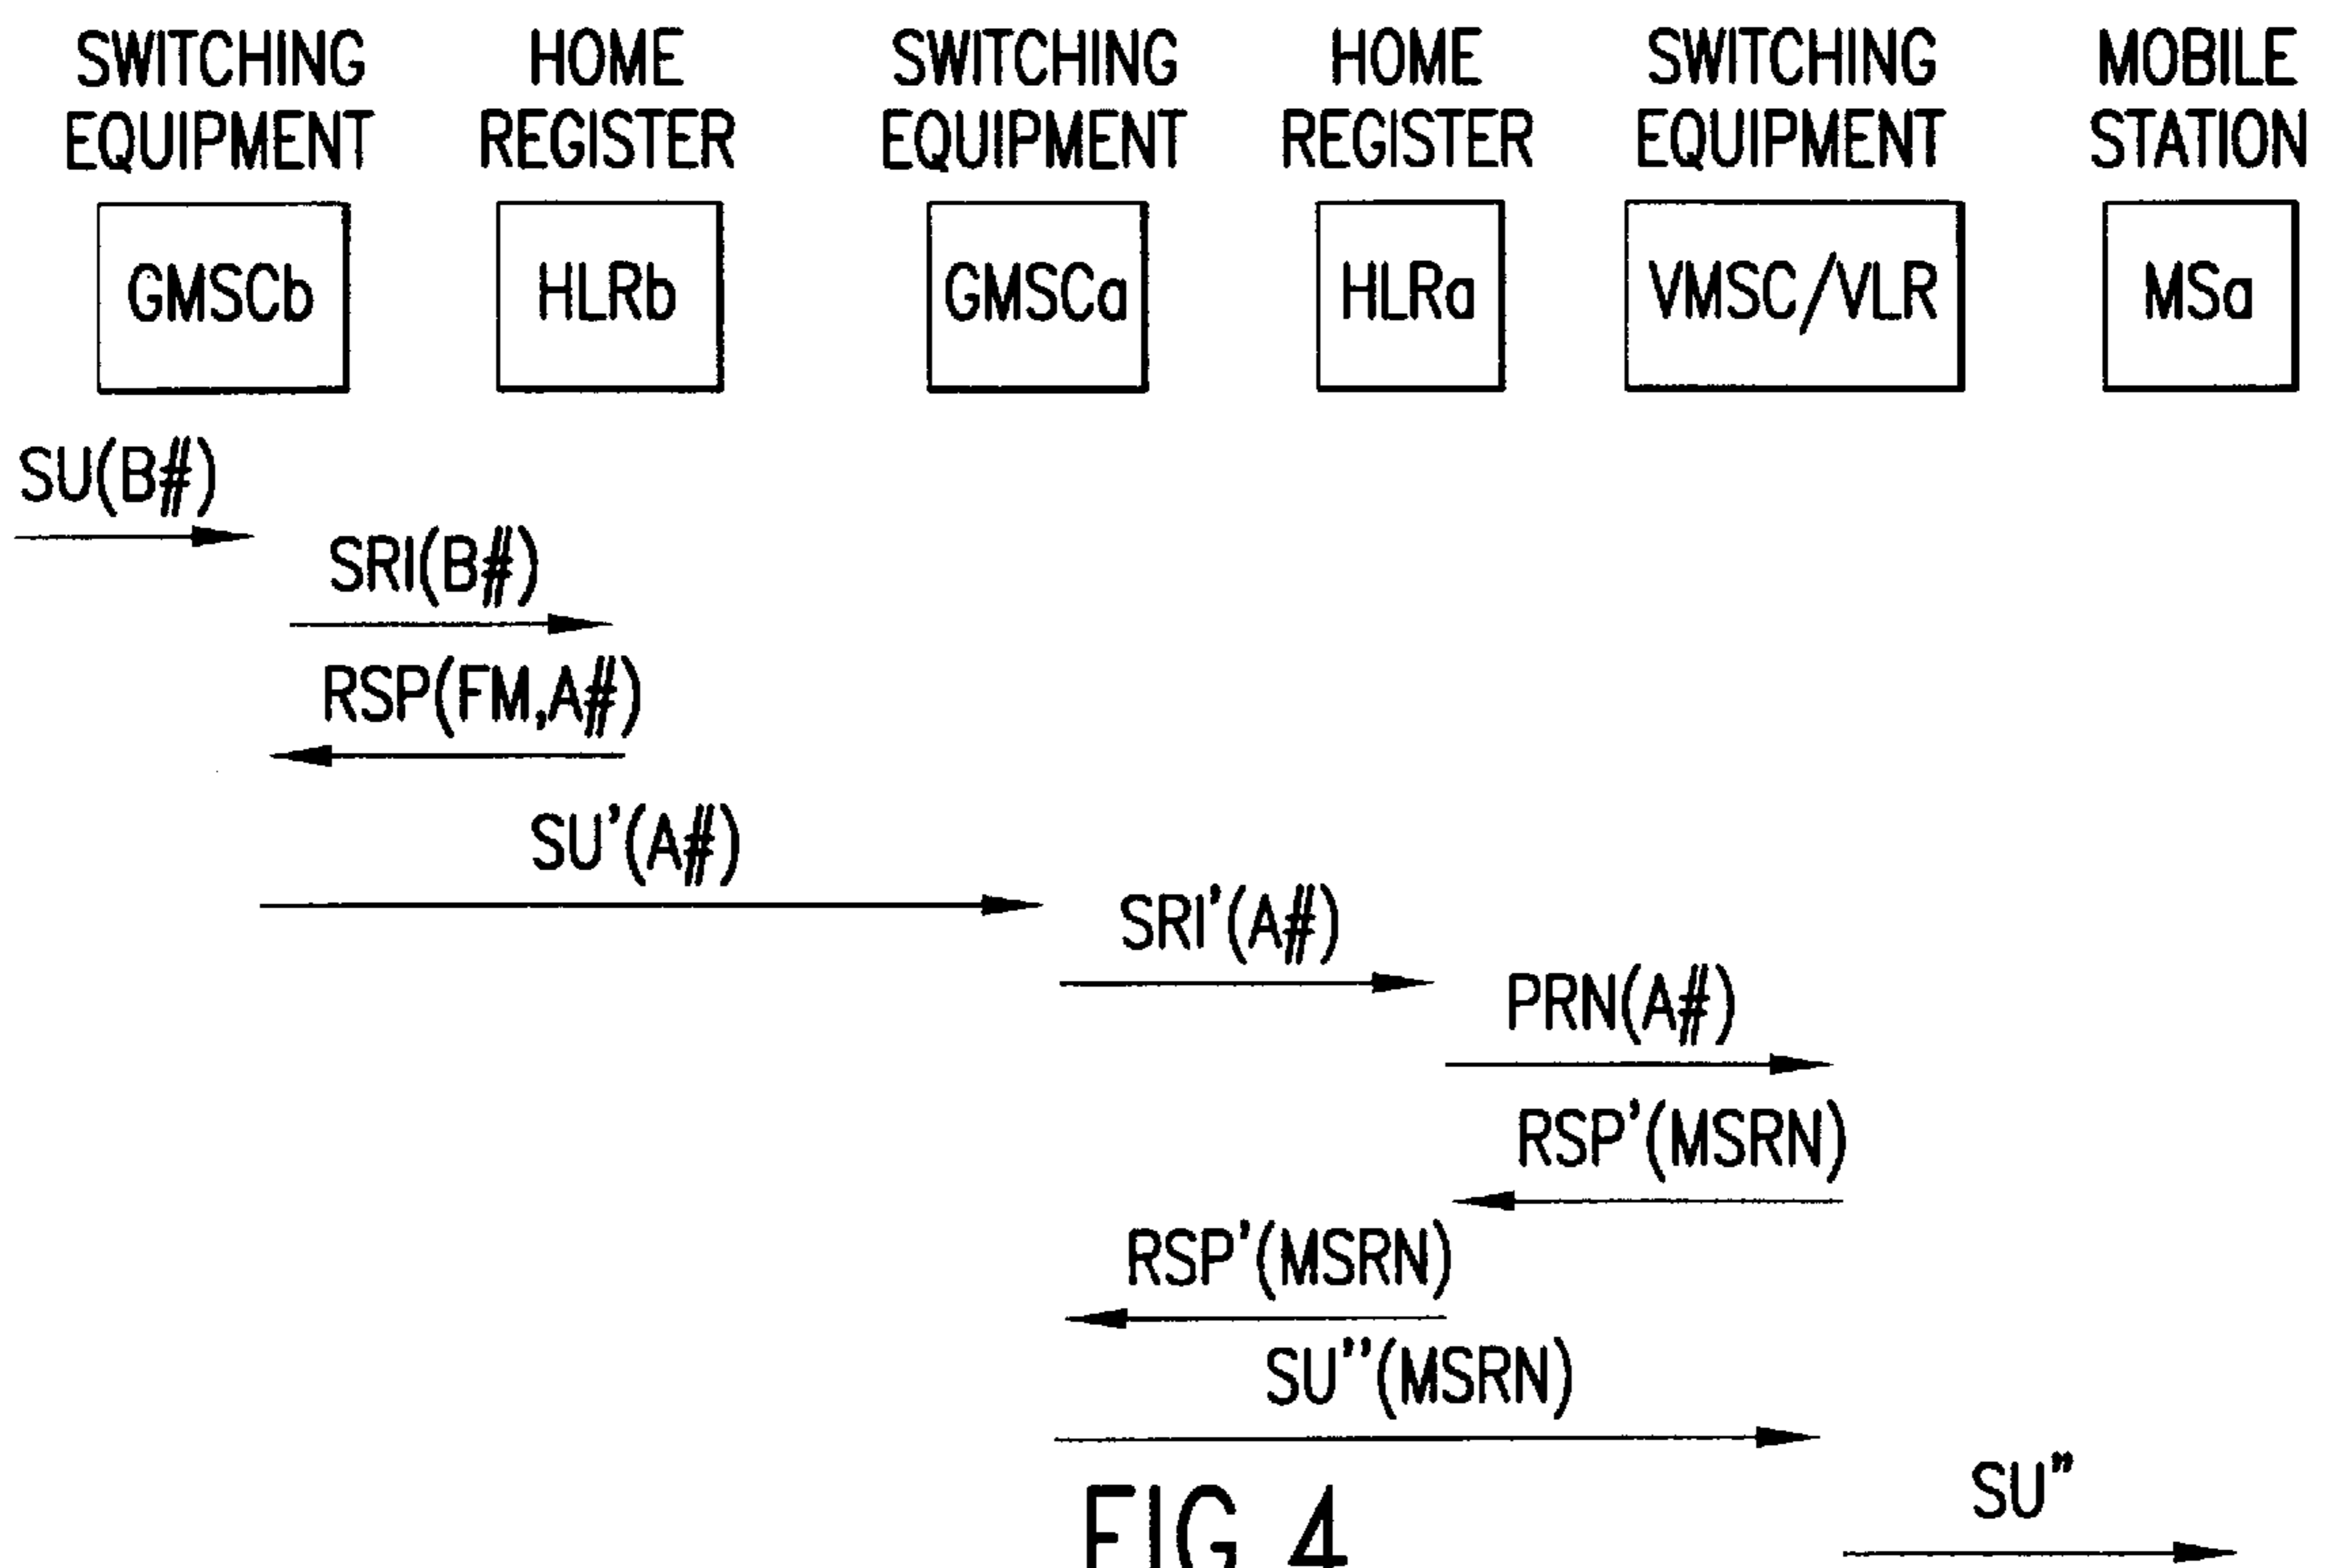 SWITCHING EQUIPMENT
HOME REGISTER
SWITCHING EQUIPMENT
HOME REGISTER
SWITCHING EQUIPMENT
MOBILE STATION
GMSCb
HLRb
GMSCa
HLRa
VMSC/VLR
MSa
SU(B#)
SRI(B#)
RSP(FM,A#)
SU'(A#)
SRI'(A#)
PRN(A#)
RSP'(MSRN)
RSP'(MSRN)
SU''(MSRN)
SU"
FIG 4